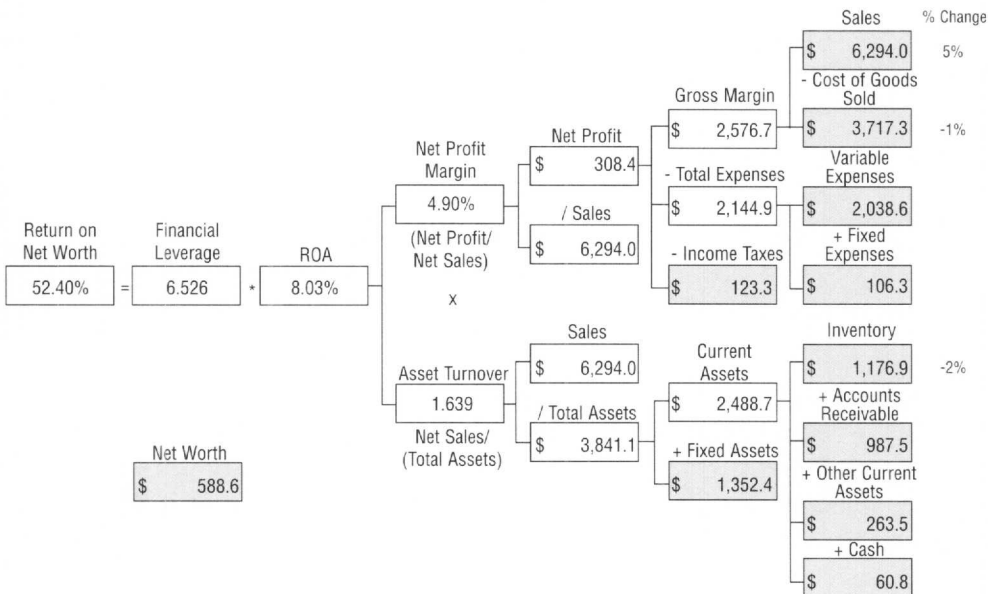 Sales % Change
$ 6,294.0 5%
- Cost of Goods
Sold
$ 3,717.3 -1%
Gross Margin
$ 2,576.7
Variable
Expenses
$ 2,038.6
+ Fixed
Expenses
$ 106.3
- Total Expenses
$ 2,144.9
- Income Taxes
$ 123.3
Net Profit
$ 308.4
/ Sales
$ 6,294.0
Net Profit
Margin
4.90%
(Net Profit/
Net Sales)
x
Return on
Net Worth
52.40%
=
Financial
Leverage
6.526
*
ROA
8.03%
Asset Turnover
1.639
Net Sales/
(Total Assets)
Sales
$ 6,294.0
/ Total Assets
$ 3,841.1
Current
Assets
$ 2,488.7
+ Fixed Assets
$ 1,352.4
Inventory
$ 1,176.9 -2%
+ Accounts
Receivable
$ 987.5
+ Other Current
Assets
$ 263.5
+ Cash
$ 60.8
Net Worth
$ 588.6